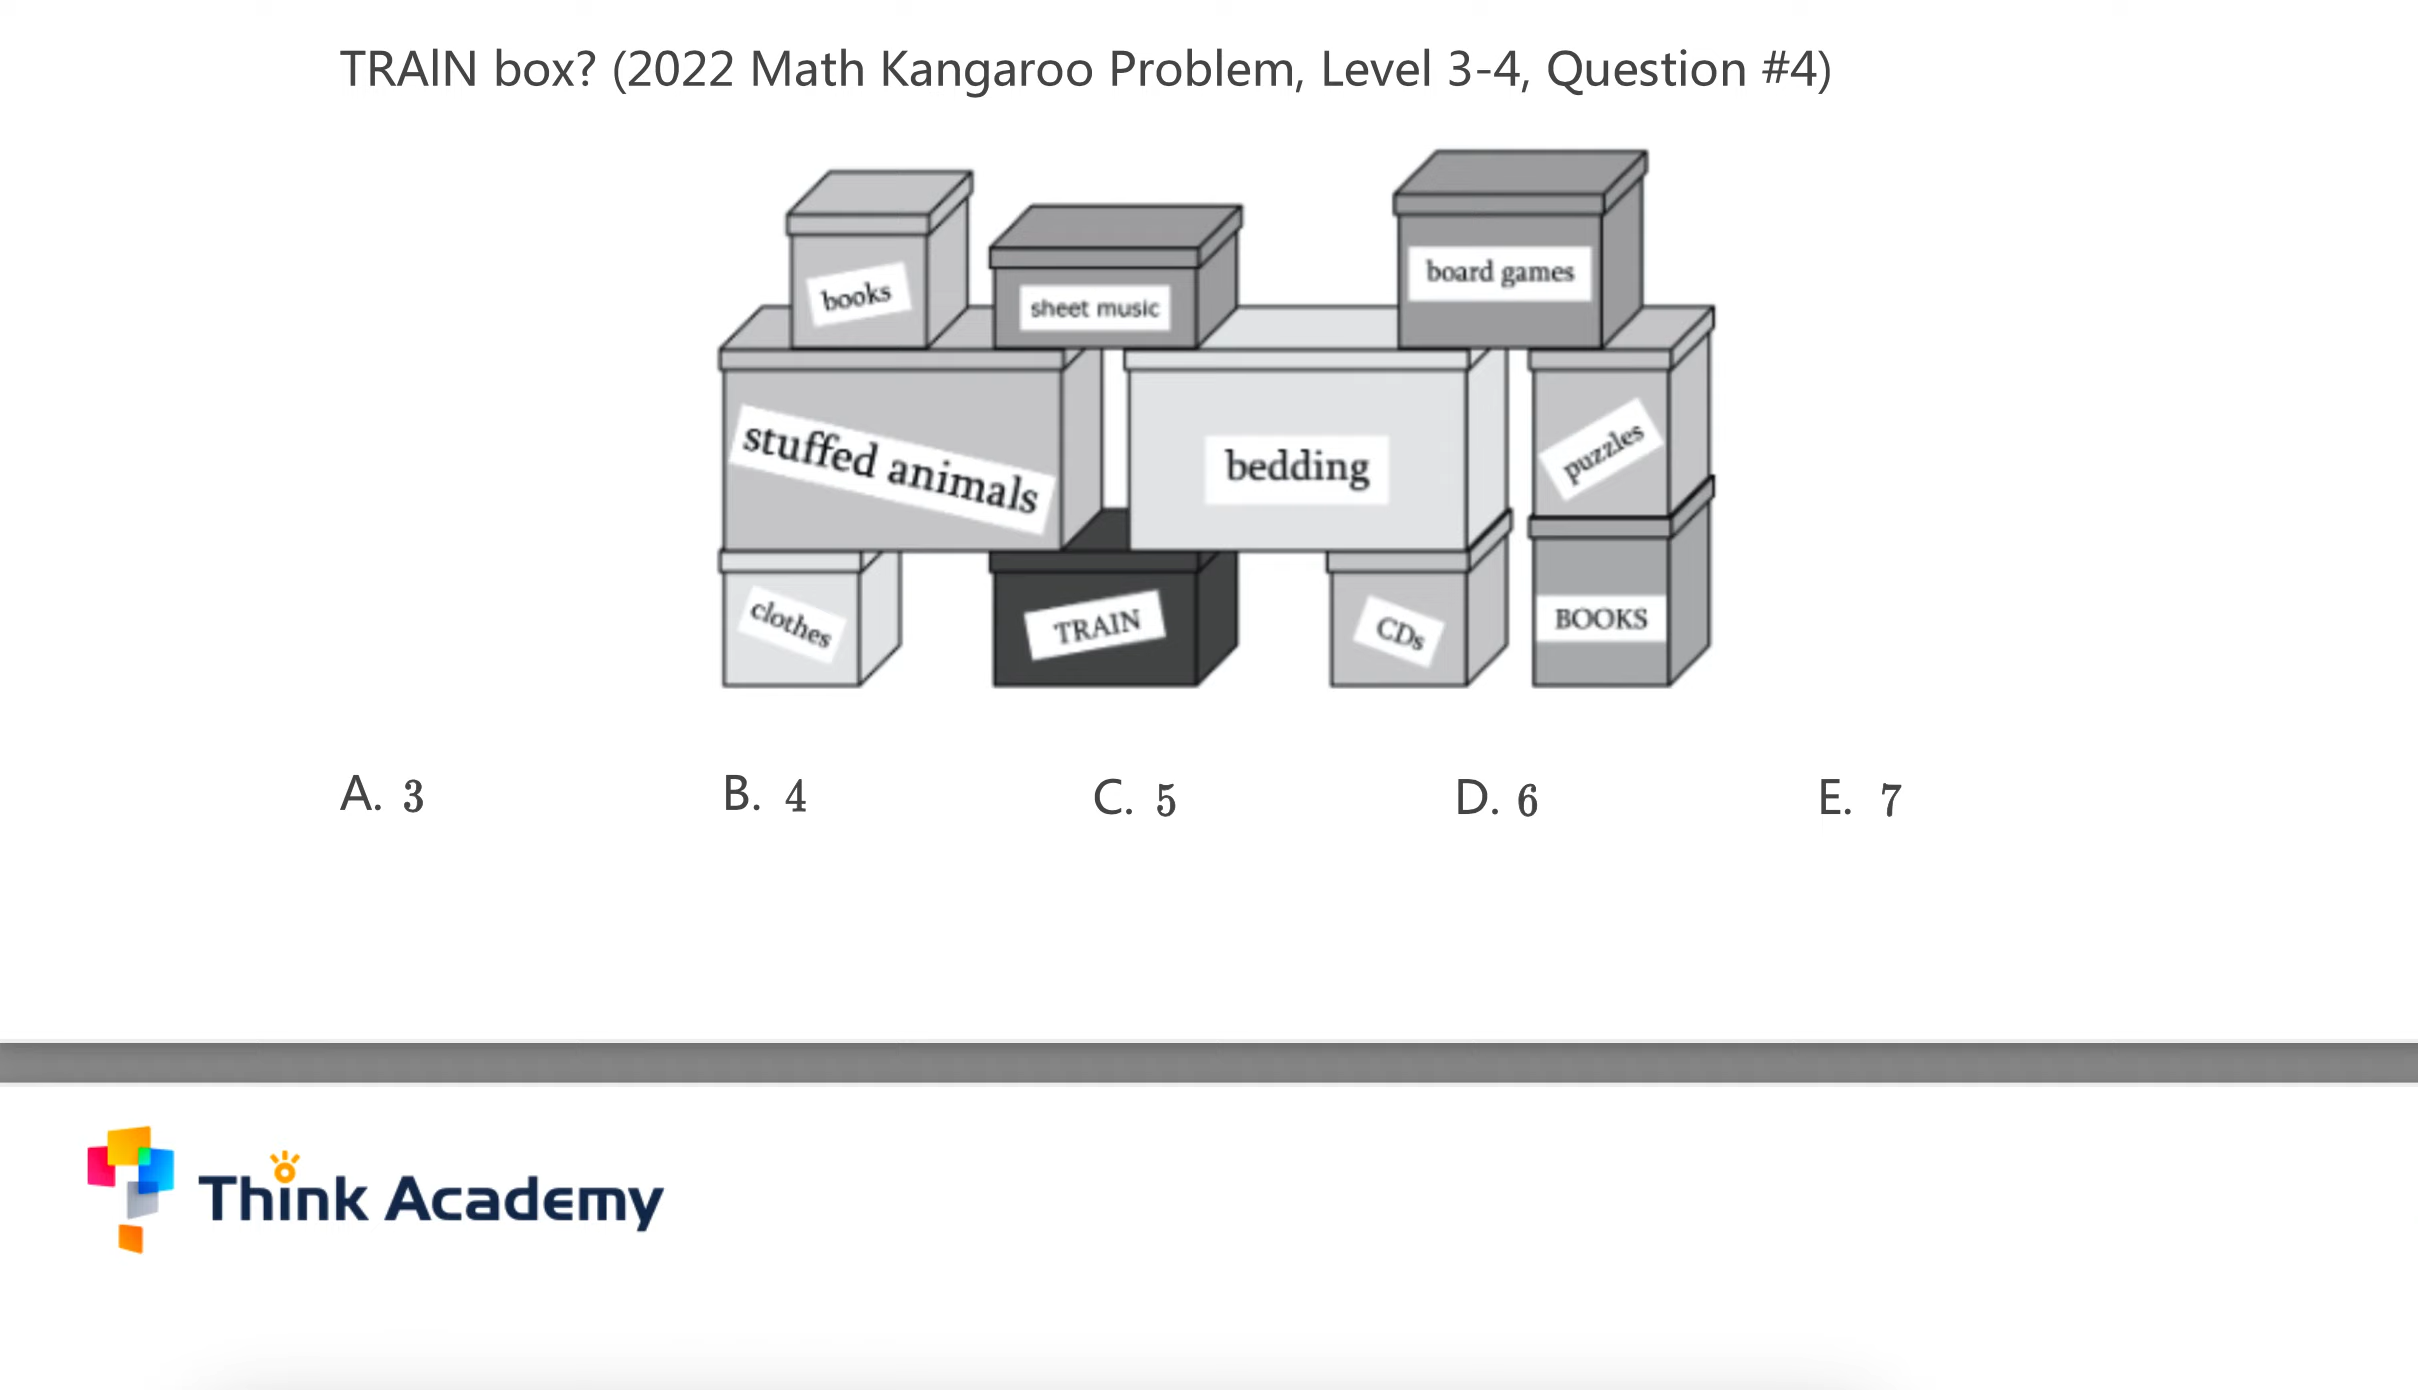 TRAIN box? (2022 Math Kangaroo Problem, Level 3-4, Question #4)
books
sheet music
board games
stuffed animals
bedding
puzzles
clothes
TRAIN
CDs
BOOKS
A. 3 B. 4 C. 5 D. 6 E. 7
Think Academy